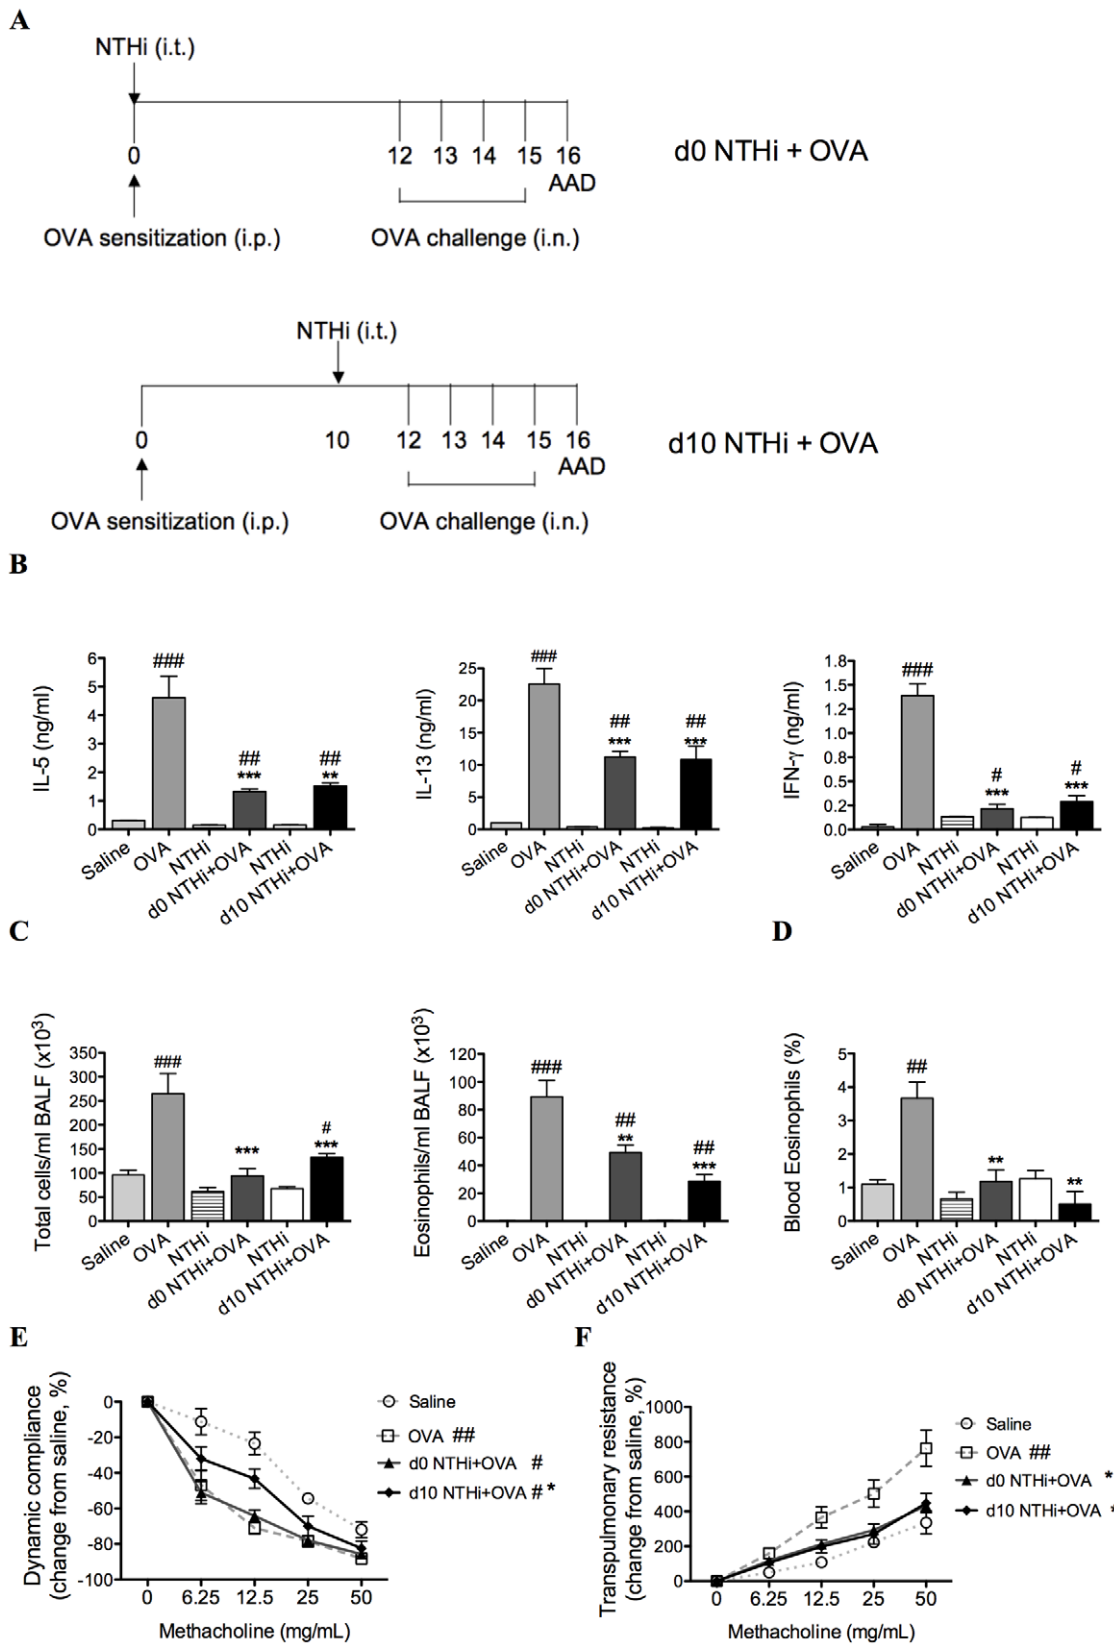 A
NTHi (i.t.)
0 12 13 14 15 16
AAD
d0 NTHi + OVA
OVA sensitization (i.p.) OVA challenge (i.n.)
NTHi (i.t.)
0 10 12 13 14 15 16
AAD
d10 NTHi + OVA
OVA sensitization (i.p.) OVA challenge (i.n.)
B
IL-5 (ng/ml)
6
5
4
3
2
1
0
###
##
***
##
**
Saline
OVA
NTHi
d0 NTHi+OVA
NTHi
d10 NTHi+OVA
IL-13 (ng/ml)
25
20
15
10
5
0
###
##
***
##
***
Saline
OVA
NTHi
d0 NTHi+OVA
NTHi
d10 NTHi+OVA
IFN-γ (ng/ml)
1.8
1.5
1.2
0.8
0.5
0.2
0.0
###
#
***
#
***
Saline
OVA
NTHi
d0 NTHi+OVA
NTHi
d10 NTHi+OVA
C
Total cells/ml BALF (x10³)
350
300
250
200
150
100
50
0
###
***
#
***
Saline
OVA
NTHi
d0 NTHi+OVA
NTHi
d10 NTHi+OVA
Eosinophils/ml BALF (x10³)
120
100
80
60
40
20
0
###
##
**
##
***
Saline
OVA
NTHi
d0 NTHi+OVA
NTHi
d10 NTHi+OVA
D
Blood Eosinophils (%)
5
4
2
1
0
##
**
**
Saline
OVA
NTHi
d0 NTHi+OVA
NTHi
d10 NTHi+OVA
E
Dynamic compliance
(change from saline, %)
0
-20
-40
-60
-80
-100
0 6.25 12.5 25 50
Methacholine (mg/mL)
Saline
OVA ##
d0 NTHi+OVA #
d10 NTHi+OVA # *
F
Transpulmonary resistance
(change from saline, %)
1000
800
600
400
200
0
0 6.25 12.5 25 50
Methacholine (mg/mL)
Saline
OVA ##
d0 NTHi+OVA *
d10 NTHi+OVA *